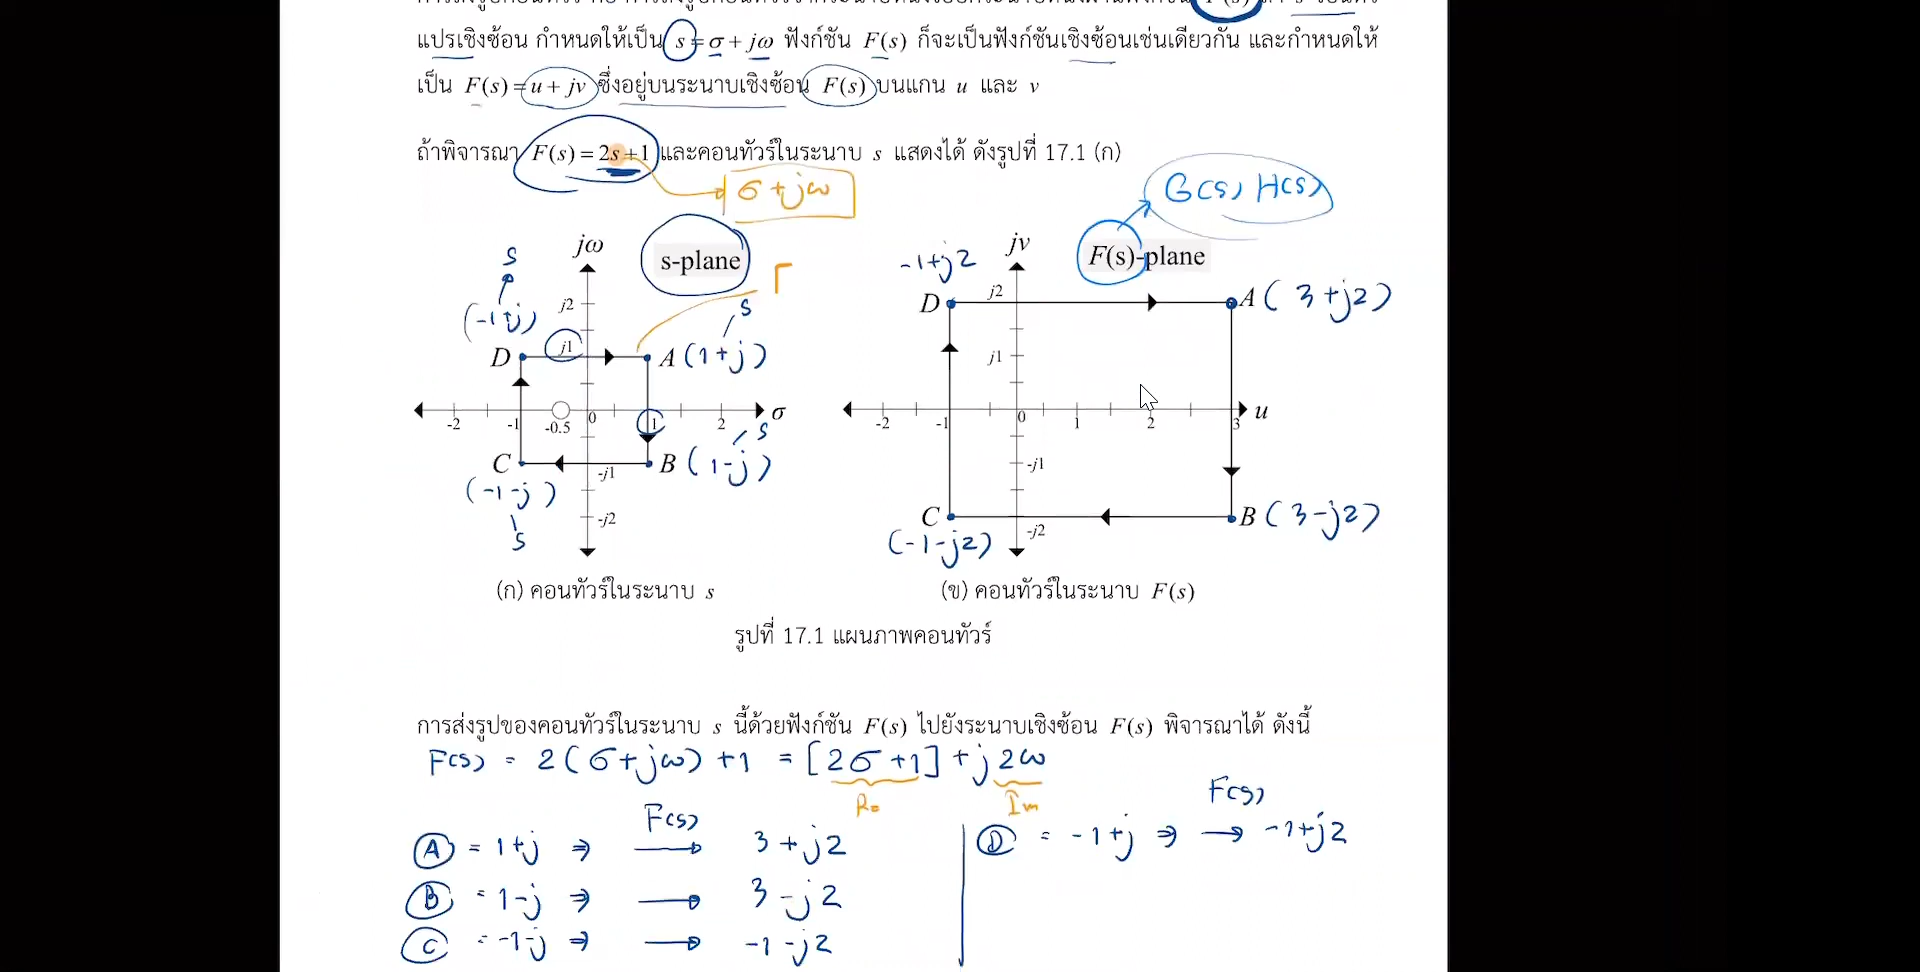 แปรเชิงซ้อน กำหนดให้เป็น s = σ + jω ฟังก์ชัน F(s) ก็จะเป็นฟังก์ชันเชิงซ้อนเช่นเดียวกัน และกำหนดให้
เป็น F(s) = u + jv ซึ่งอยู่บนระนาบเชิงซ้อน F(s) บนแกน u และ v
ถ้าพิจารณา F(s) = 2s+1 และคอนทัวร์ในระนาบ s แสดงได้ ดังรูปที่ 17.1 (ก)
σ + jω
G(s) H(s)
s-plane
jω
s
Γ
(-1+j)
j2
s
D
j1
A (1+j)
-2
-1
-0.5
0
1
2
σ
C
-j1
B (1-j)
s
(-1-j)
s
-j2
F(s)-plane
jv
-1+j2
D
j2
A (3+j2)
j1
-2
-1
0
1
2
3
u
-j1
C
-j2
B (3-j2)
(-1-j2)
(ก) คอนทัวร์ในระนาบ s
(ข) คอนทัวร์ในระนาบ F(s)
รูปที่ 17.1 แผนภาพคอนทัวร์
การส่งรูปของคอนทัวร์ในระนาบ s นี้ด้วยฟังก์ชัน F(s) ไปยังระนาบเชิงซ้อน F(s) พิจารณาได้ ดังนี้
F(s) = 2(σ+jω) +1 = [2σ+1] + j2ω
Re
Im
F(s)
A = 1+j ⇒ → 3+j2
B = 1-j ⇒ → 3-j2
C = -1-j ⇒ → -1-j2
F(s)
D = -1+j ⇒ → -1+j2